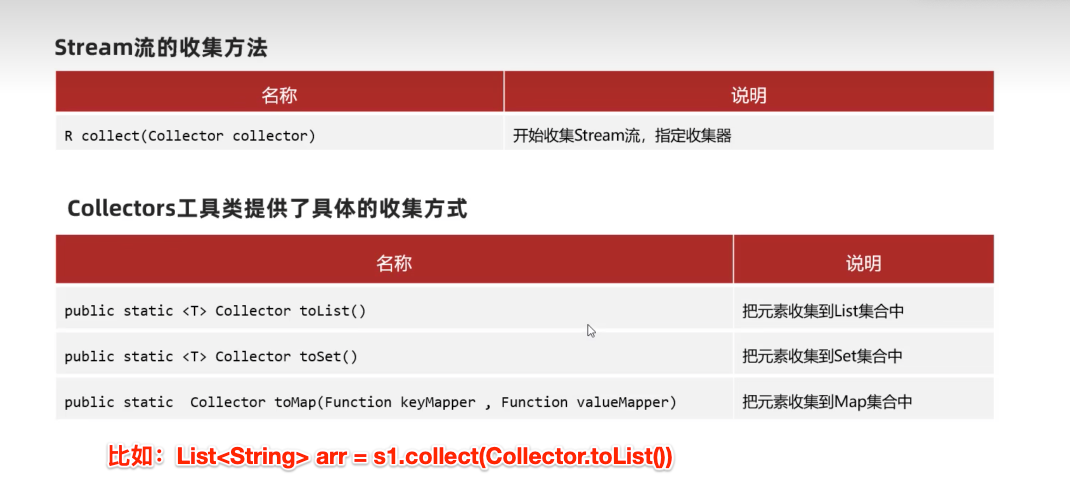 Stream流的收集方法
名称 说明
R collect(Collector collector) 开始收集Stream流，指定收集器
Collectors工具类提供了具体的收集方式
名称 说明
public static <T> Collector toList() 把元素收集到List集合中
public static <T> Collector toSet() 把元素收集到Set集合中
public static  Collector toMap(Function keyMapper , Function valueMapper) 把元素收集到Map集合中
比如：List<String> arr = s1.collect(Collector.toList())